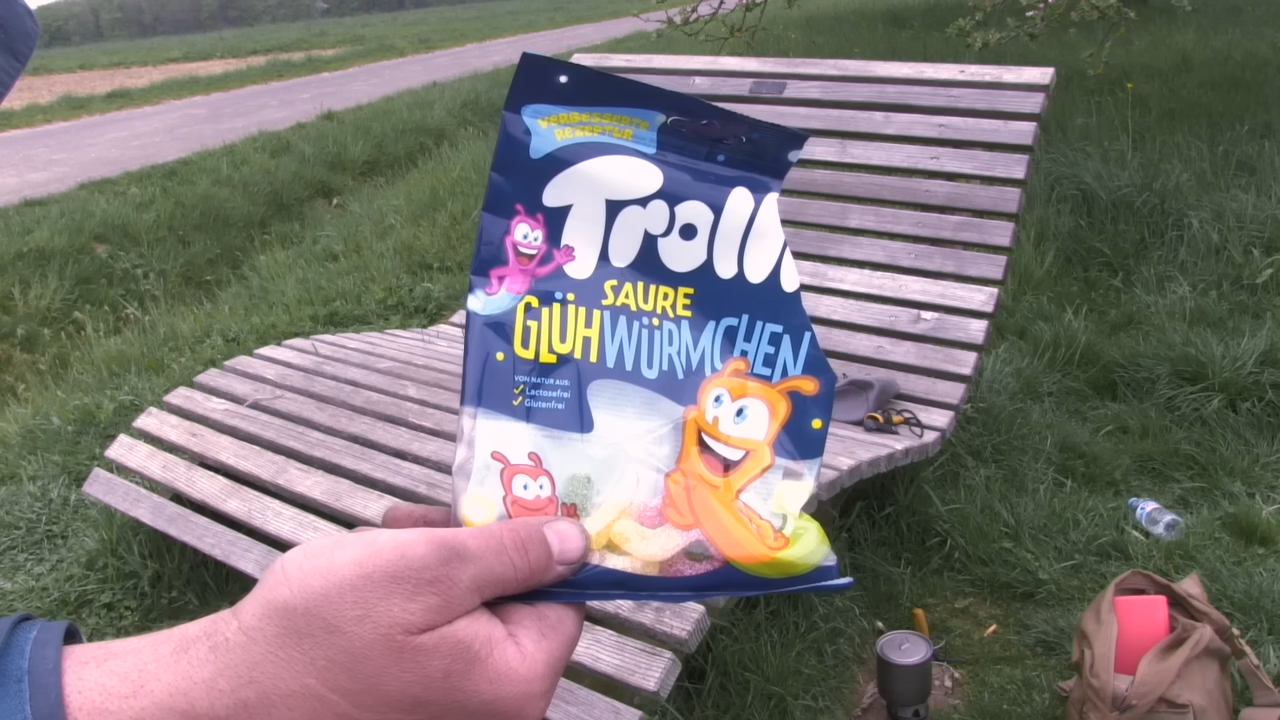 VERBESSERTE
REZEPTUR
Trolli
SAURE
GLÜHWÜRMCHEN
VON NATUR AUS:
Lactosefrei
Glutenfrei